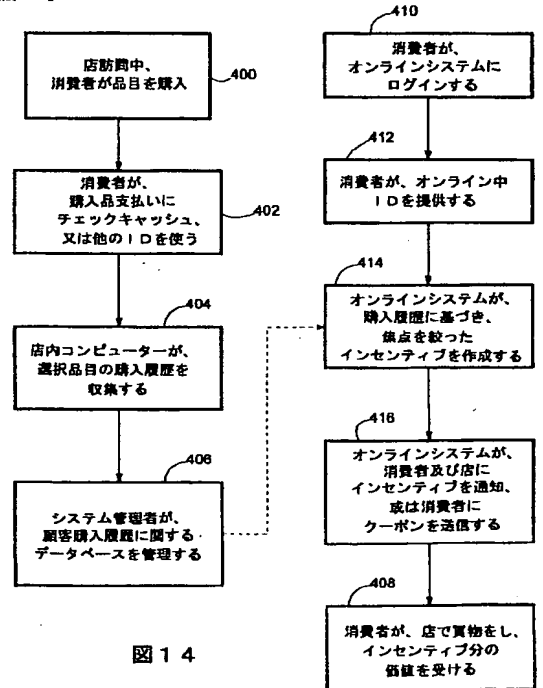 400
店訪問中、
消費者が品目を購入
402
消費者が、
購入品支払いに
チェックキャッシュ、
又は他のIDを使う
404
店内コンピューターが、
選択品目の購入履歴を
収集する
406
システム管理者が、
顧客購入履歴に関する
データベースを管理する
410
消費者が、
オンラインシステムに
ログインする
412
消費者が、オンライン中
IDを提供する
414
オンラインシステムが、
購入履歴に基づき、
焦点を絞った
インセンティブを作成する
416
オンラインシステムが、
消費者及び店に
インセンティブを通知、
或は消費者に
クーポンを送信する
408
消費者が、店で買物をし、
インセンティブ分の
価値を受ける
図14